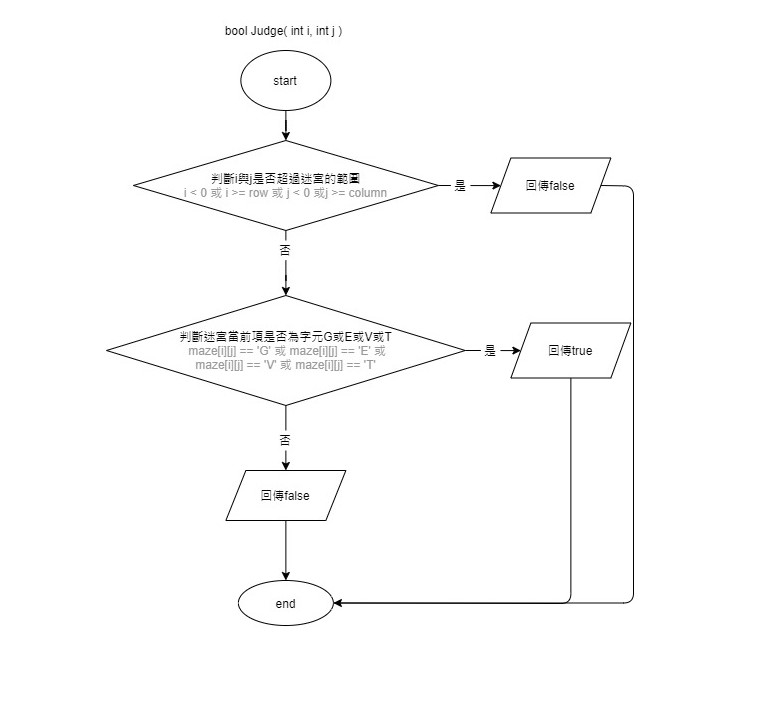 bool Judge( int i, int j )
start
判斷i與j是否超過迷宮的範圍
i < 0 或 i >= row 或 j < 0 或j >= column
是
回傳false
否
判斷迷宮當前項是否為字元G或E或V或T
maze[i][j] == 'G' 或 maze[i][j] == 'E' 或
maze[i][j] == 'V' 或 maze[i][j] == 'T'
是
回傳true
否
回傳false
end